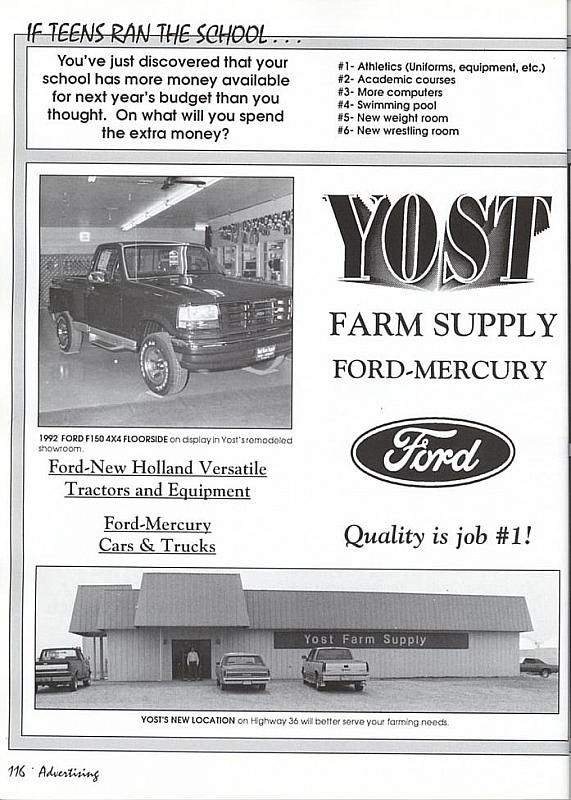 IF TEENS RAN THE SCHOOL...
You've just discovered that your
school has more money available
for next year's budget than you
thought. On what will you spend
the extra money?
#1- Athletics (Uniforms, equipment, etc.)
#2- Academic courses
#3- More computers
#4- Swimming pool
#5- New weight room
#6- New wrestling room
YOST
FARM SUPPLY
FORD-MERCURY
1992 FORD F150 4X4 FLOORSIDE on display in Yost's remodeled
showroom.
Ford-New Holland Versatile
Tractors and Equipment
Ford-Mercury
Cars & Trucks
Ford
Quality is job #1!
Yost Farm Supply
YOST'S NEW LOCATION on Highway 36 will better serve your farming needs.
116 · Advertising